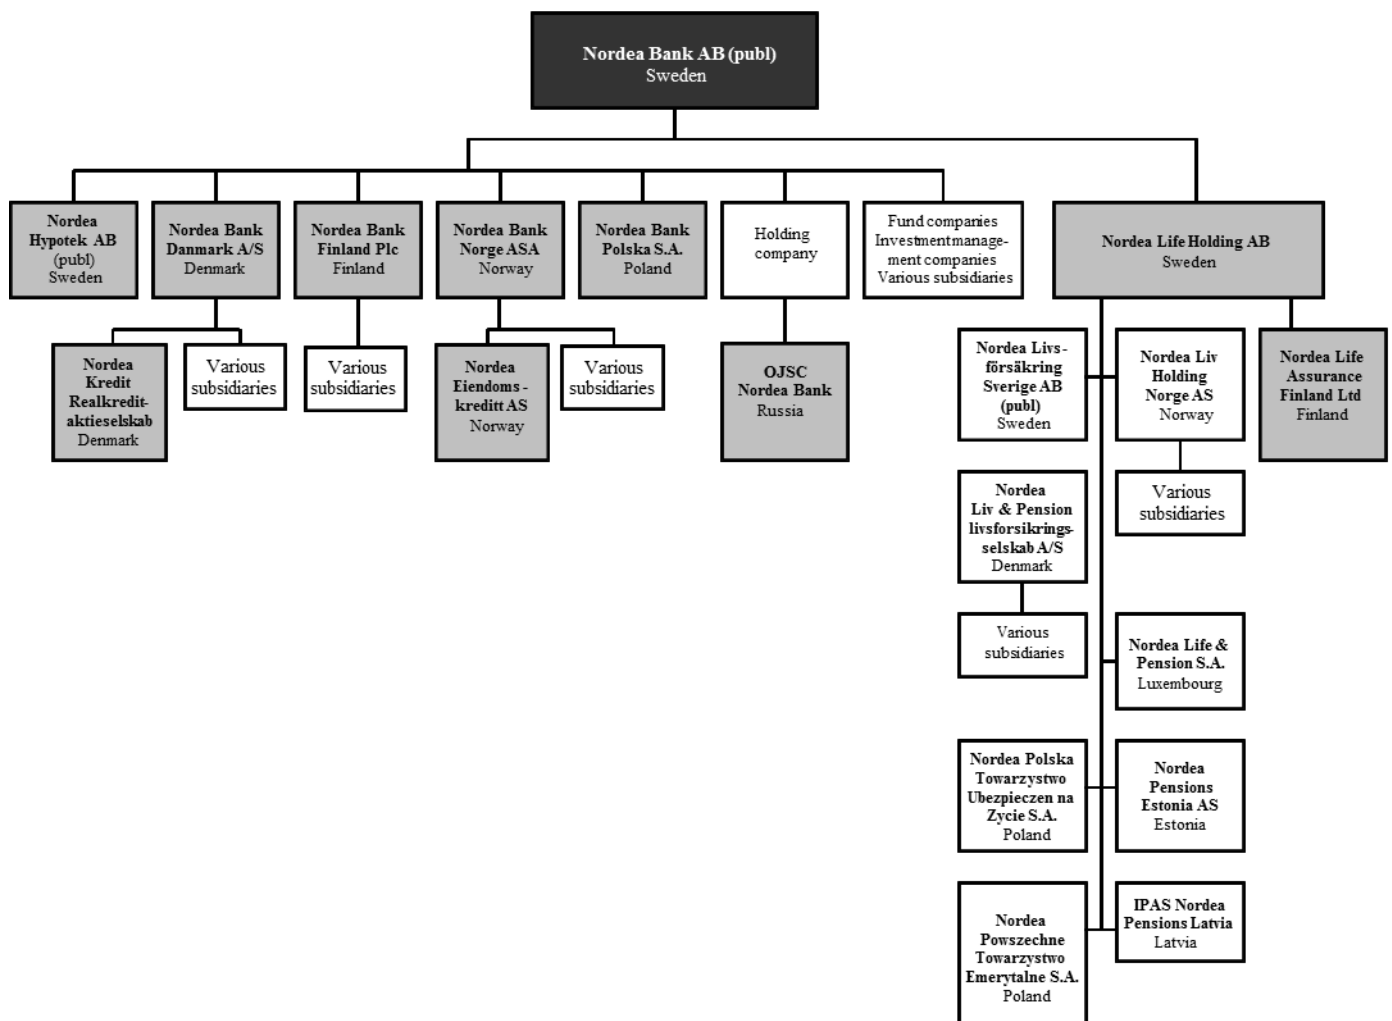 Nordea Bank AB (publ)
Sweden
Nordea
Hypotek AB
(publ)
Sweden
Nordea Bank
Danmark A/S
Denmark
Nordea Bank
Finland Plc
Finland
Nordea Bank
Norge ASA
Norway
Nordea Bank
Polska S.A.
Poland
Holding
company
Fund companies
Investment manage-
ment companies
Various subsidiaries
Nordea Life Holding AB
Sweden
Nordea
Kredit
Realkredit-
aktieselskab
Denmark
Various
subsidiaries
Various
subsidiaries
Nordea
Eiendoms -
kreditt AS
Norway
Various
subsidiaries
OJSC
Nordea Bank
Russia
Nordea Livs-
försäkring
Sverige AB
(publ)
Sweden
Nordea Liv
Holding
Norge AS
Norway
Nordea Life
Assurance
Finland Ltd
Finland
Nordea
Liv & Pension
livsforsikrings-
selskab A/S
Denmark
Various
subsidiaries
Various
subsidiaries
Nordea Life &
Pension S.A.
Luxembourg
Nordea Polska
Towarzystwo
Ubezpieczen na
Zycie S.A.
Poland
Nordea
Pensions
Estonia AS
Estonia
Nordea
Powszechne
Towarzystwo
Emerytalne S.A.
Poland
IPAS Nordea
Pensions Latvia
Latvia